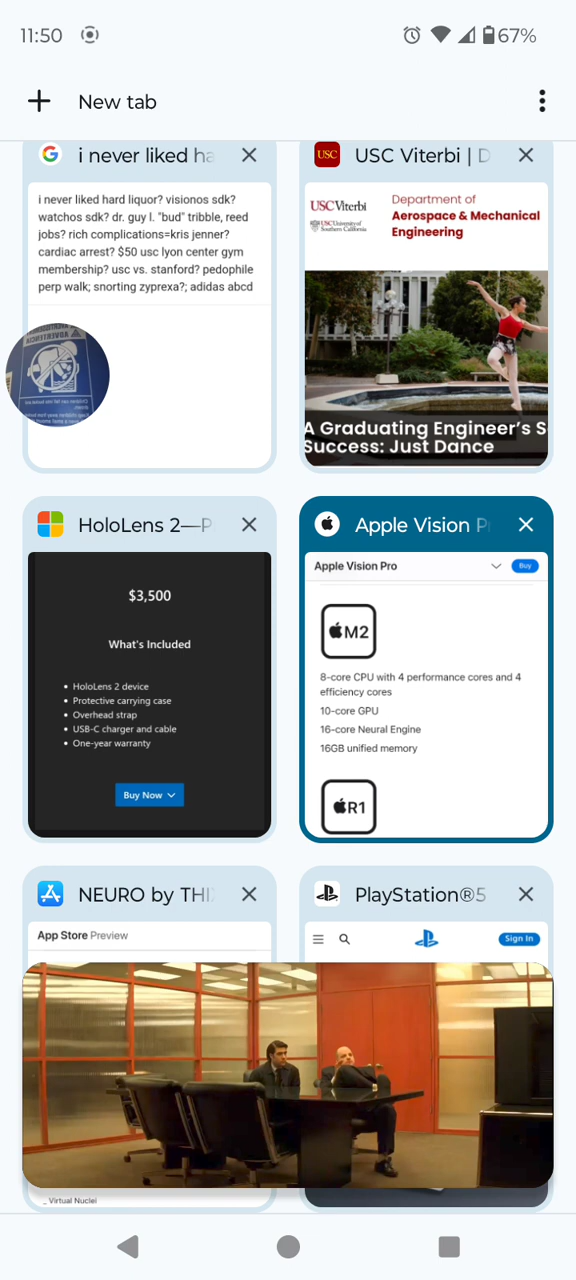 11:50
67%
New tab
i never liked ha
USC Viterbi | D
i never liked hard liquor? visionos sdk?
watchos sdk? dr. guy l. "bud" tribble, reed
jobs? rich complications=kris jenner?
cardiac arrest? $50 usc lyon center gym
membership? usc vs. stanford? pedophile
perp walk; snorting zyprexa?; adidas abcd
USC Viterbi
USC University of
Southern California
Department of
Aerospace & Mechanical
Engineering
ADVERTENCIA
A Graduating Engineer's S
Success: Just Dance
HoloLens 2—P
Apple Vision P
$3,500
What's Included
• HoloLens 2 device
• Protective carrying case
• Overhead strap
• USB-C charger and cable
• One-year warranty
Buy Now
Apple Vision Pro
Buy
M2
8-core CPU with 4 performance cores and 4
efficiency cores
10-core GPU
16-core Neural Engine
16GB unified memory
R1
NEURO by THI
PlayStation®5
App Store Preview
Sign In
_ Virtual Nuclei